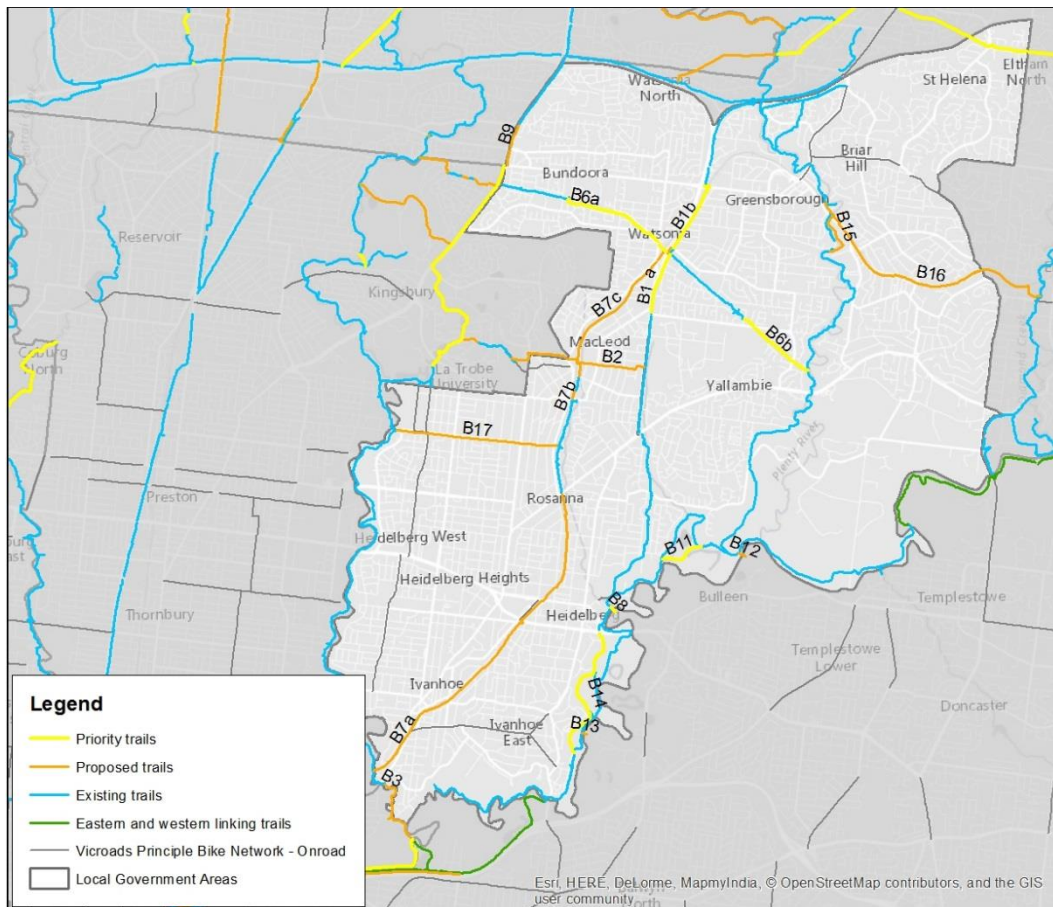 Watsonia
North
St Helena
Eltham
North
B9
Bundoora
Briar
Hill
B6a
B1b
Greensborough
Reservoir
Watsonia
B15
B16
Kingsbury
B1 a
B7c
MacLeod
B6b
Coburg
North
La Trobe
University
B2
B7b
Yallambie
Plenty River
B17
Preston
Rosanna
Heidelberg West
B11
B12
Heidelberg Heights
B8
Bulleen
Templestowe
Thornbury
Heidelberg
Templestowe
Lower
Ivanhoe
B14
Doncaster
B7a
Ivanhoe
East
B13
B3
Legend
Priority trails
Proposed trails
Existing trails
Eastern and western linking trails
Vicroads Principle Bike Network - Onroad
Local Government Areas
Esri, HERE, DeLorme, MapmyIndia, © OpenStreetMap contributors, and the GIS
user community
North